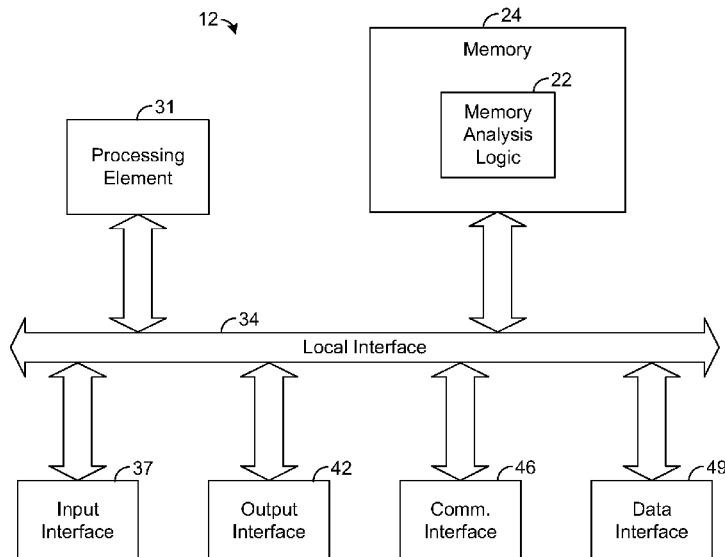 12
24
Memory
22
Memory
Analysis
Logic
31
Processing
Element
34
Local Interface
37
Input
Interface
42
Output
Interface
46
Comm.
Interface
49
Data
Interface